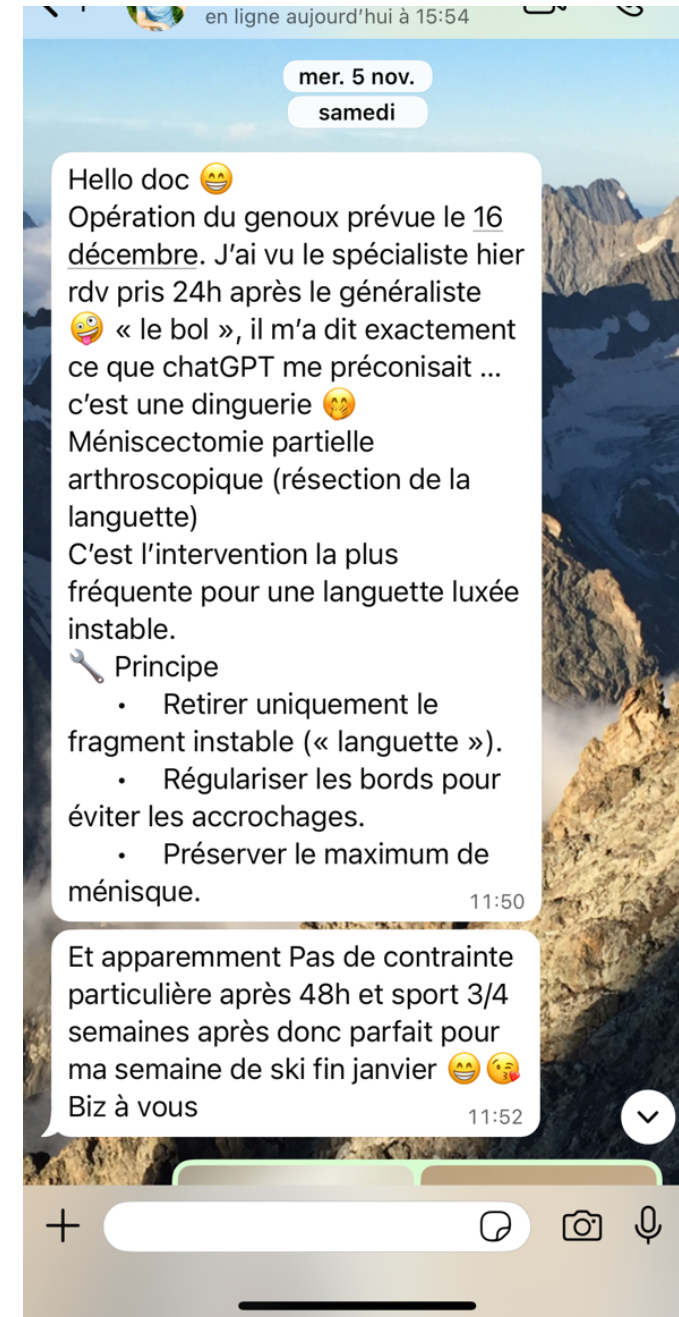 en ligne aujourd’hui à 15:54
mer. 5 nov.
samedi
Hello doc 😁
Opération du genoux prévue le 16
décembre. J’ai vu le spécialiste hier
rdv pris 24h après le généraliste
🤪 « le bol », il m’a dit exactement
ce que chatGPT me préconisait ...
c’est une dinguerie 🤭
Méniscectomie partielle
arthroscopique (résection de la
languette)
C’est l’intervention la plus
fréquente pour une languette luxée
instable.
🔧 Principe
• Retirer uniquement le
fragment instable (« languette »).
• Régulariser les bords pour
éviter les accrochages.
• Préserver le maximum de
ménisque.
11:50
Et apparemment Pas de contrainte
particulière après 48h et sport 3/4
semaines après donc parfait pour
ma semaine de ski fin janvier 😁😘
Biz à vous
11:52